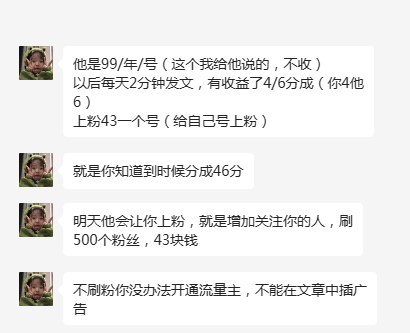 他是99/年/号（这个我给他说的，不收）
以后每天2分钟发文，有收益了4/6分成（你4他
6）
上粉43一个号（给自己号上粉）
就是你知道到时候分成46分
明天他会让你上粉，就是增加关注你的人，刷
500个粉丝，43块钱
不刷粉你没办法开通流量主，不能在文章中插广
告